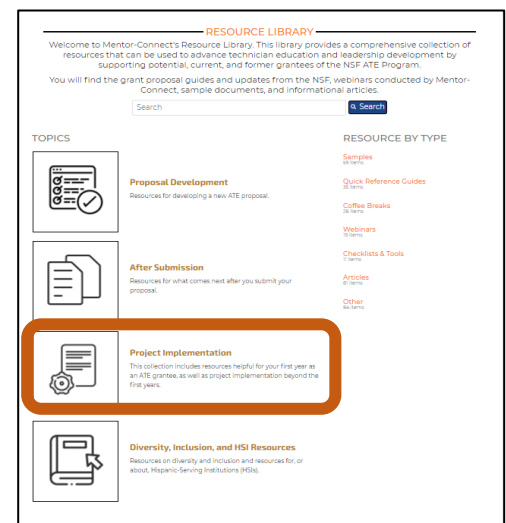 RESOURCE LIBRARY
Welcome to Mentor-Connect's Resource Library. This library provides a comprehensive collection of
resources that can be used to advance technician education and leadership development by
supporting potential, current, and former grantees of the NSF ATE Program.
You will find the grant proposal guides and updates from the NSF, webinars conducted by Mentor-
Connect, sample documents, and informational articles.
Search
Search
TOPICS
Proposal Development
Resources for developing a new ATE proposal.
After Submission
Resources for what comes next after you submit your
proposal.
Project Implementation
This collection includes resources helpful for your first year as
an ATE grantee, as well as project implementation beyond the
first years.
Diversity, Inclusion, and HSI Resources
Resources on diversity and inclusion and resources for, or
about, Hispanic-Serving Institutions (HSIs).
RESOURCE BY TYPE
Samples
items
Quick Reference Guides
items
Coffee Breaks
items
Webinars
items
Checklists & Tools
items
Articles
items
Other
items